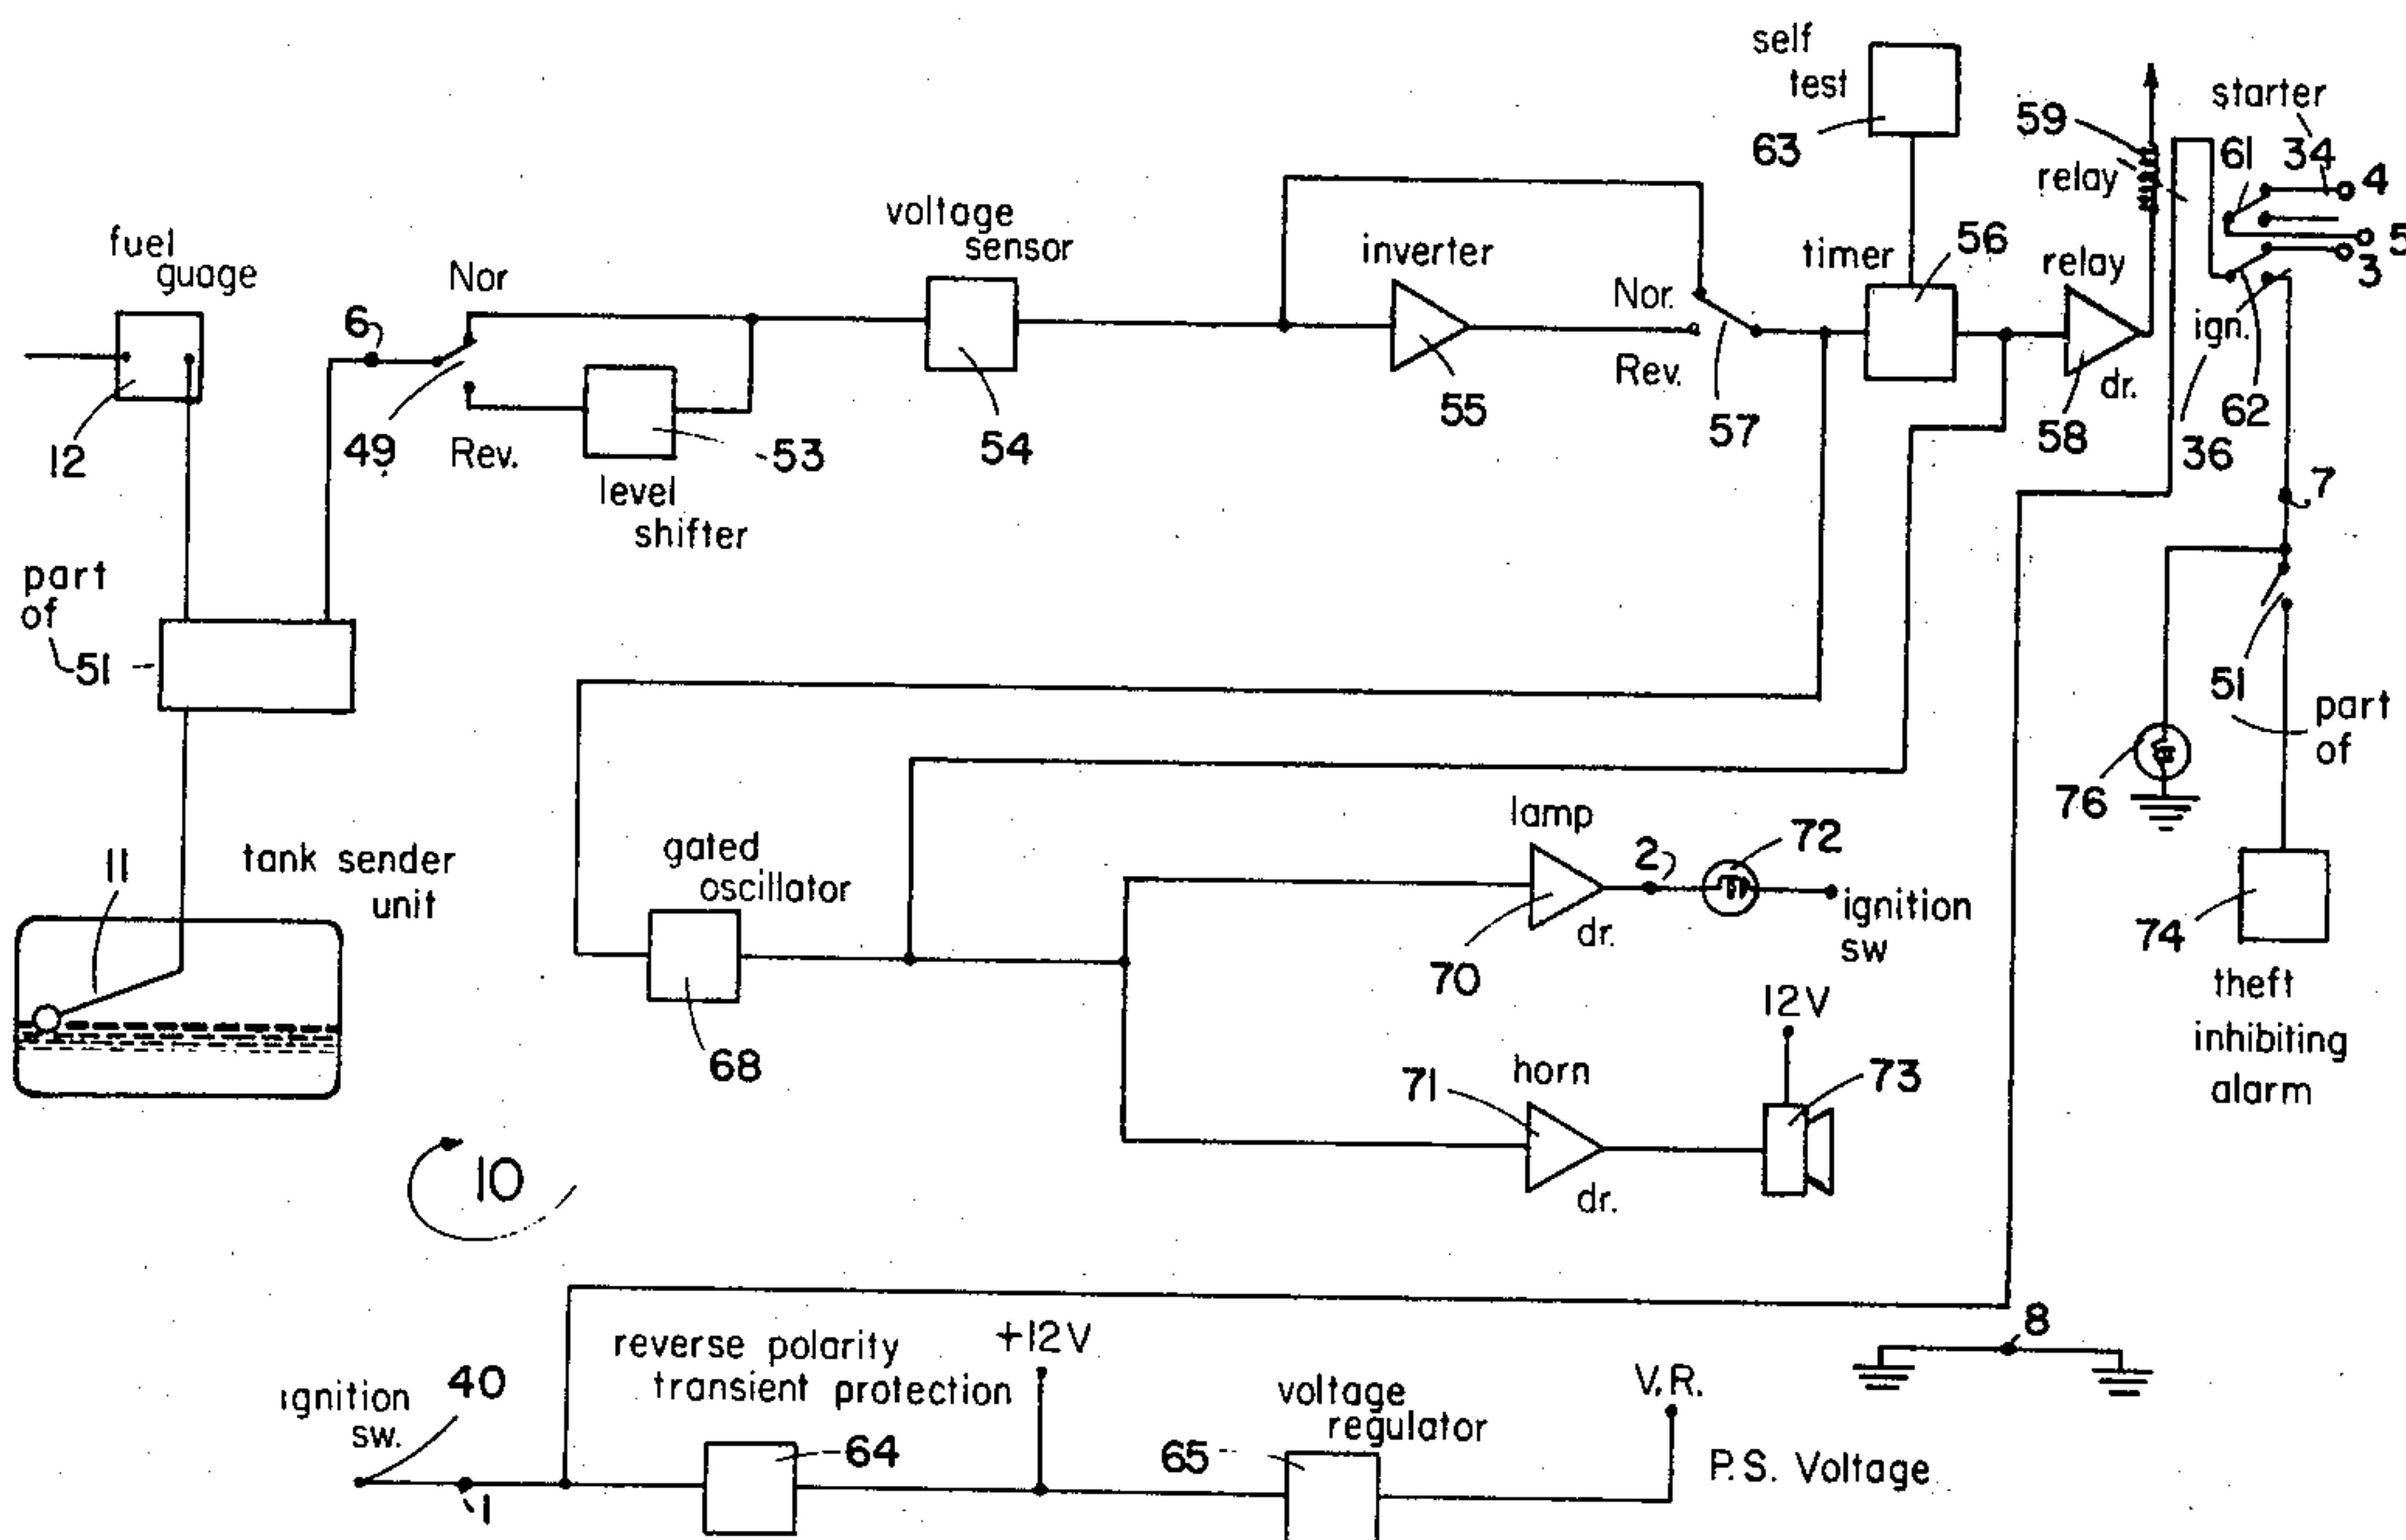 self
test
63
starter
59
relay
61
34
4
5
3
fuel
guage
12
6
Nor
49
Rev.
53
level
shifter
voltage
sensor
54
inverter
55
Nor.
Rev.
57
timer
56
relay
dr.
58
ign.
36
62
7
part
of
51
51
part
of
76
74
theft
inhibiting
alarm
11
tank sender
unit
gated
oscillator
68
lamp
dr.
70
2
72
ignition
sw
12V
horn
71
dr.
73
10
8
ignition
sw.
40
1
reverse polarity
transient protection
64
+12V
voltage
regulator
65
V.R.
P.S. Voltage